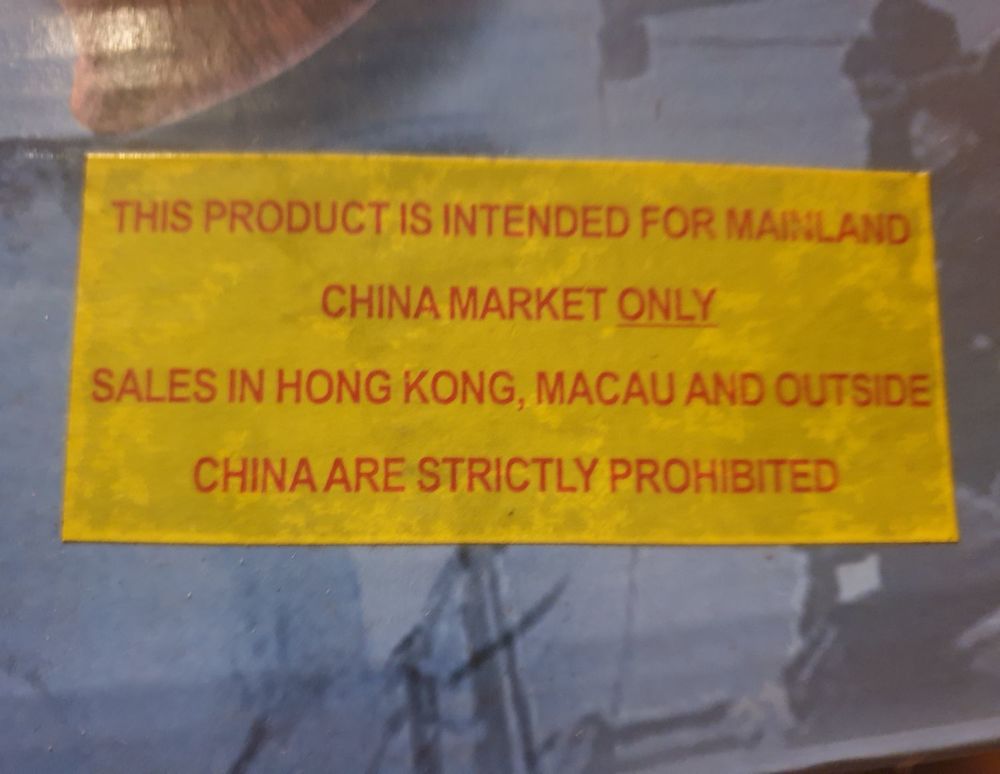 THIS PRODUCT IS INTENDED FOR MAINLAND
CHINA MARKET ONLY
SALES IN HONG KONG, MACAU AND OUTSIDE
CHINA ARE STRICTLY PROHIBITED